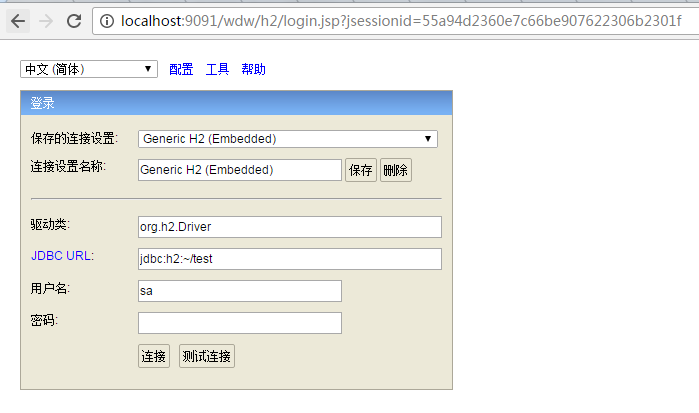 localhost:9091/wdw/h2/login.jsp?jsessionid=55a94d2360e7c66be907622306b2301f
中文 (简体) 配置 工具 帮助
登录
保存的连接设置: Generic H2 (Embedded)
连接设置名称: Generic H2 (Embedded) 保存 删除
驱动类: org.h2.Driver
JDBC URL: jdbc:h2:~/test
用户名: sa
密码:
连接 测试连接